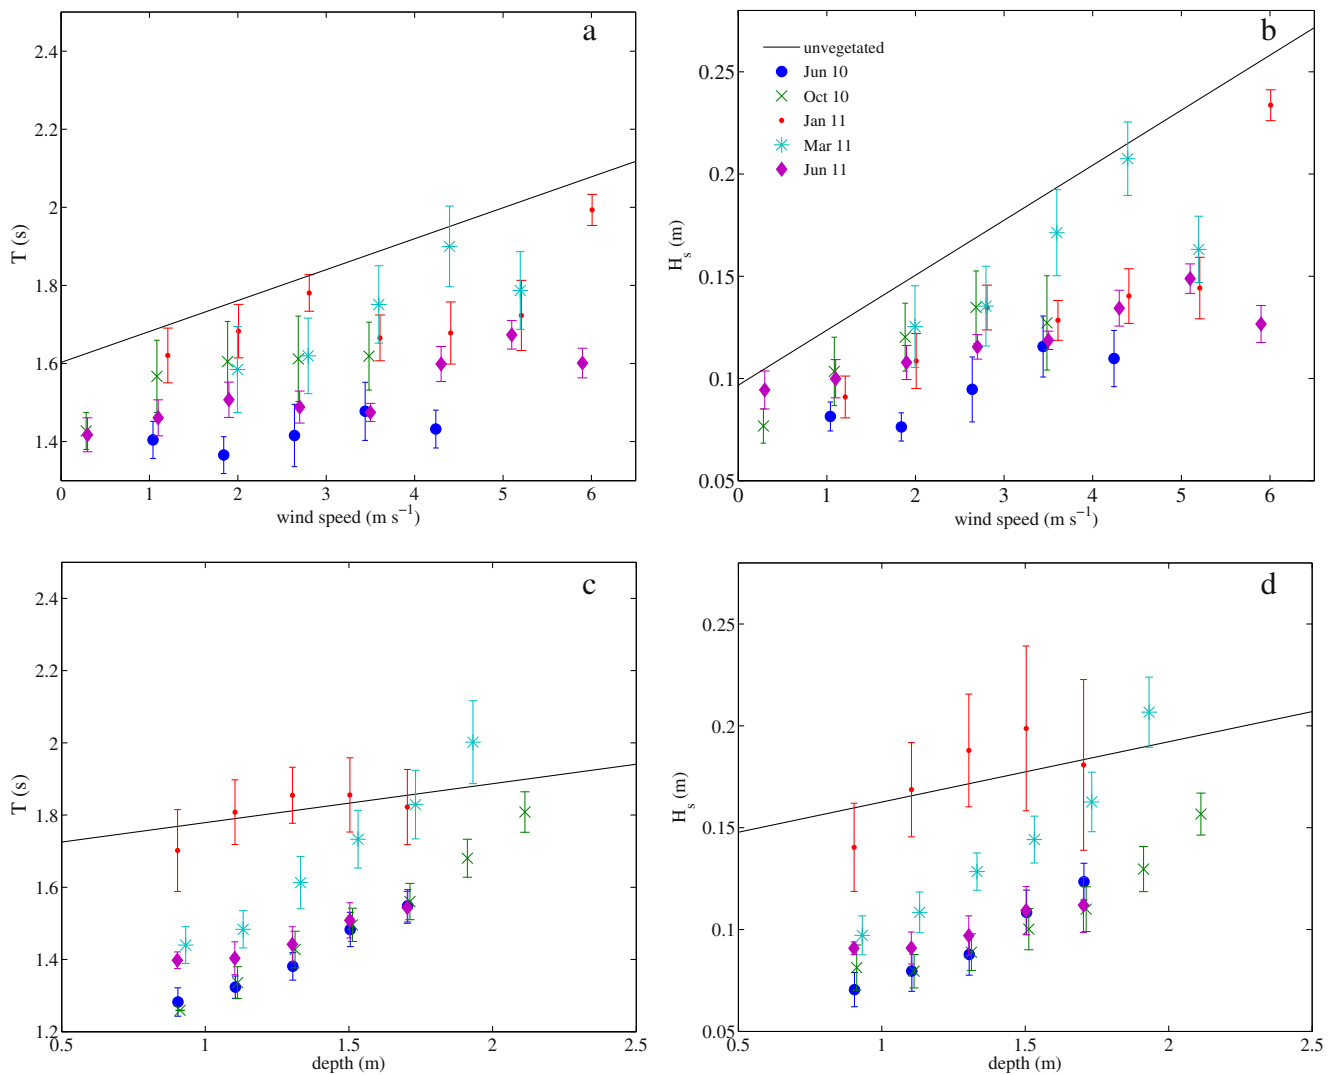 a
2.4
2.2
2
1.8
1.6
1.4
T (s)
0 1 2 3 4 5 6
wind speed (m s⁻¹)
b
unvegetated
Jun 10
Oct 10
Jan 11
Mar 11
Jun 11
0.25
0.2
0.15
0.1
0.05
H_s (m)
0 1 2 3 4 5 6
wind speed (m s⁻¹)
c
2.4
2.2
2
1.8
1.6
1.4
1.2
T (s)
0.5 1 1.5 2 2.5
depth (m)
d
0.25
0.2
0.15
0.1
0.05
H_s (m)
0.5 1 1.5 2 2.5
depth (m)